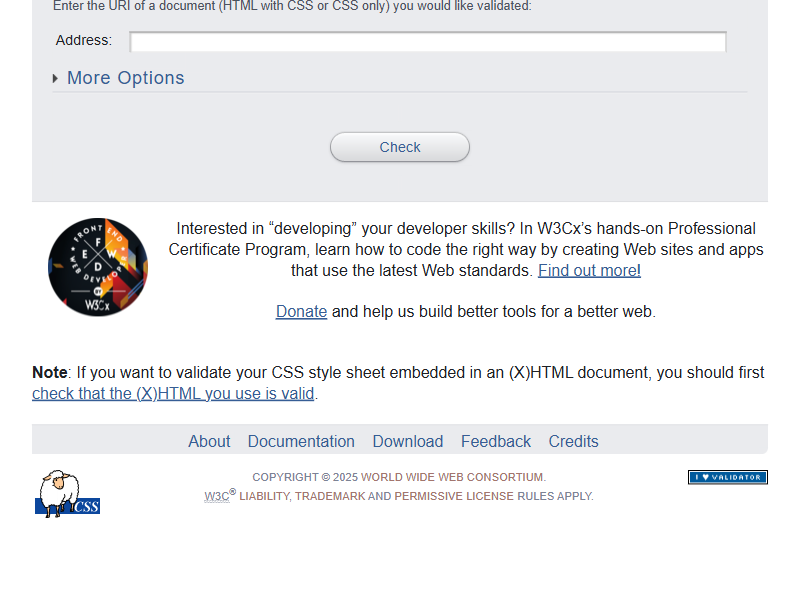 Enter the URI of a document (HTML with CSS or CSS only) you would like validated:
Address:
More Options
Check
FRONT END
WEB DEVELOPER
F
E W
D
BY
W3Cx
Interested in “developing” your developer skills? In W3Cx’s hands-on Professional
Certificate Program, learn how to code the right way by creating Web sites and apps
that use the latest Web standards. Find out more!
Donate and help us build better tools for a better web.
Note: If you want to validate your CSS style sheet embedded in an (X)HTML document, you should first
check that the (X)HTML you use is valid.
About Documentation Download Feedback Credits
CSS
COPYRIGHT © 2025 WORLD WIDE WEB CONSORTIUM.
W3C® LIABILITY, TRADEMARK AND PERMISSIVE LICENSE RULES APPLY.
I ♥ VALIDATOR